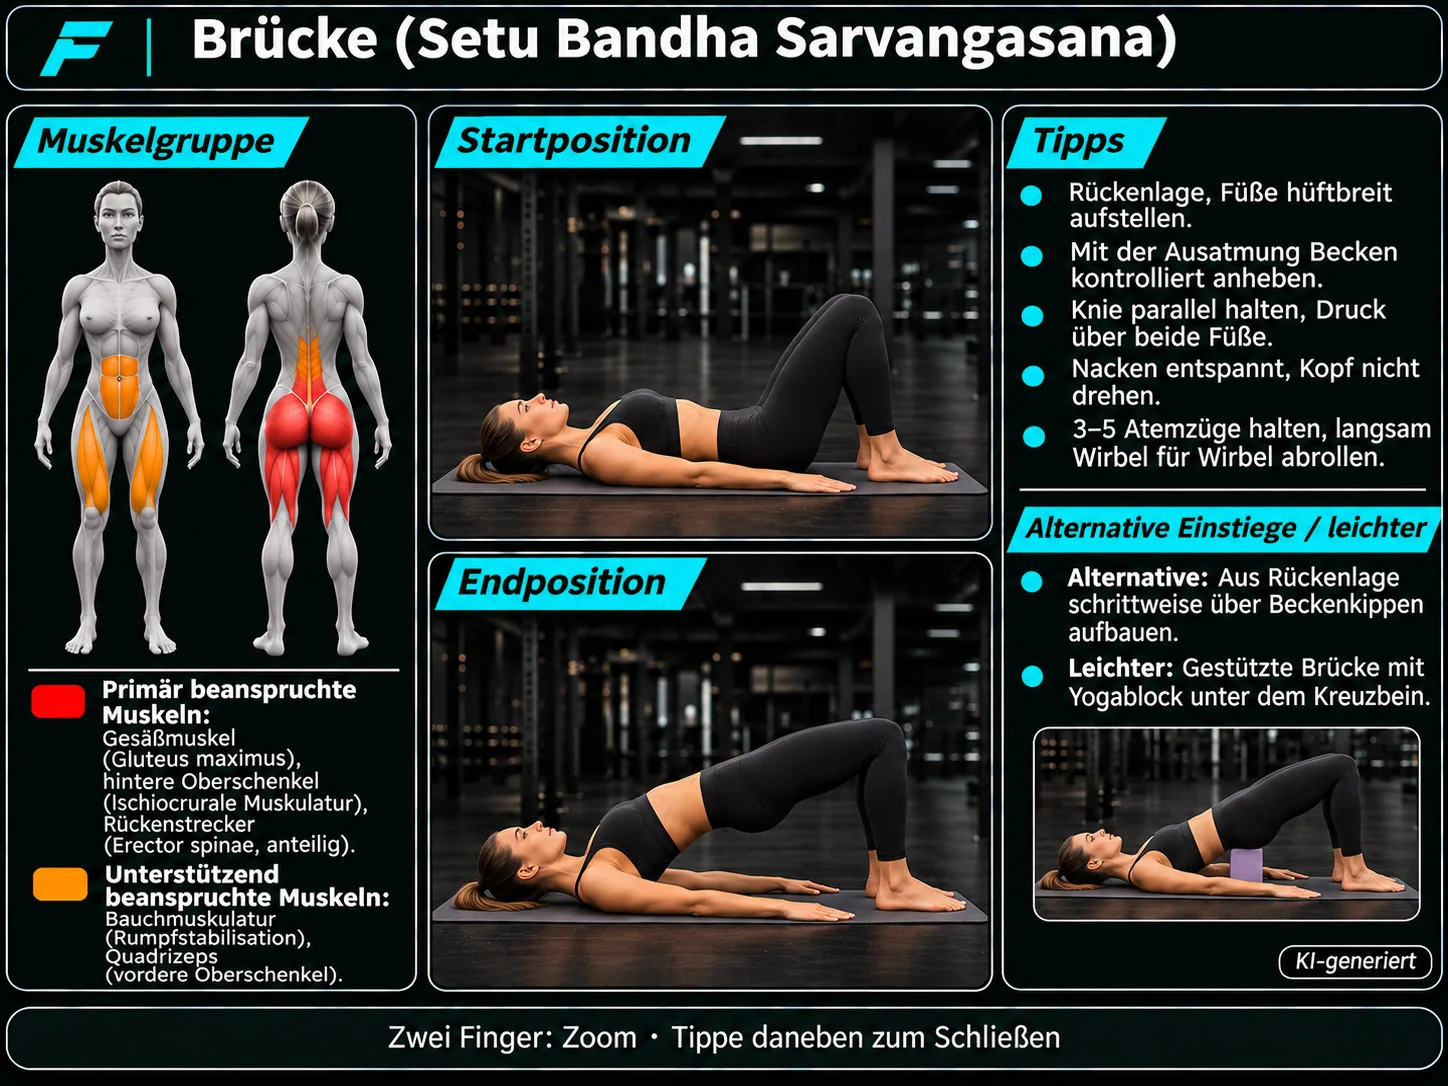 Brücke (Setu Bandha Sarvangasana)
Muskelgruppe
Primär beanspruchte
Muskeln:
Gesäßmuskel
(Gluteus maximus),
hintere Oberschenkel
(Ischiocrurale Muskulatur),
Rückenstrecker
(Erector spinae, anteilig).
Unterstützend
beanspruchte Muskeln:
Bauchmuskulatur
(Rumpfstabilisation),
Quadrizeps
(vordere Oberschenkel).
Startposition
Endposition
Tipps
Rückenlage, Füße hüftbreit
aufstellen.
Mit der Ausatmung Becken
kontrolliert anheben.
Knie parallel halten, Druck
über beide Füße.
Nacken entspannt, Kopf nicht
drehen.
3–5 Atemzüge halten, langsam
Wirbel für Wirbel abrollen.
Alternative Einstiege / leichter
Alternative: Aus Rückenlage
schrittweise über Beckenkippen
aufbauen.
Leichter: Gestützte Brücke mit
Yogablock unter dem Kreuzbein.
KI-generiert
Zwei Finger: Zoom • Tippe daneben zum Schließen